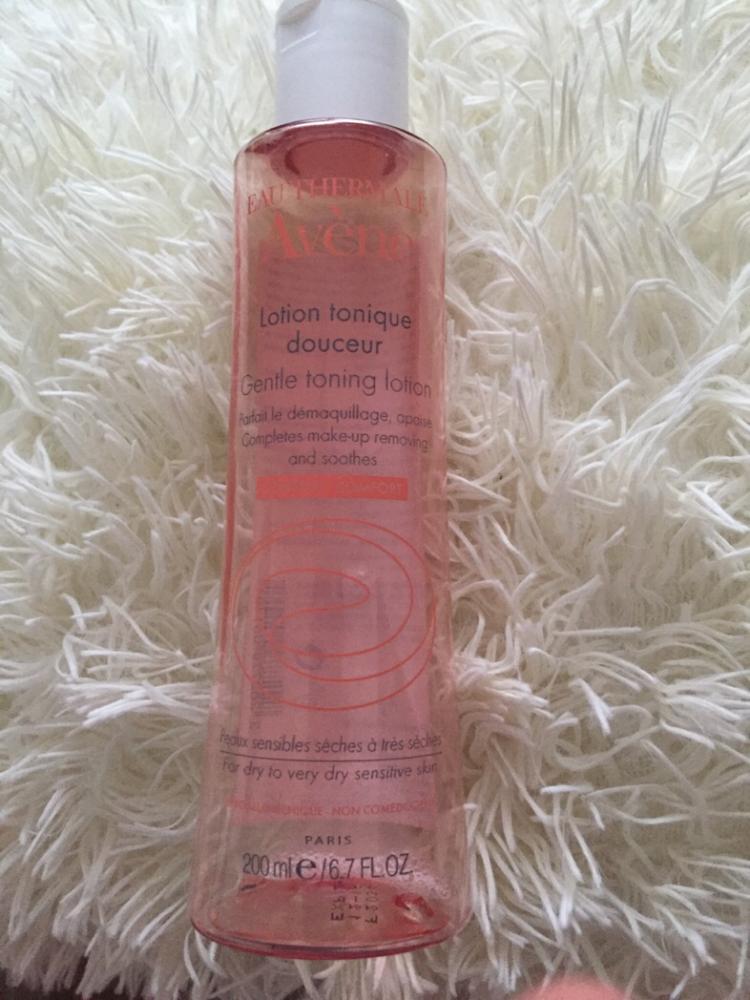 EAU THERMALE
Avène
Lotion tonique
douceur
Gentle toning lotion
Parfait le démaquillage, apaise
Completes make-up removing
and soothes
Peaux sensibles sèches à très sèches
For dry to very dry sensitive skin
- NON COMEDOGENIC
PARIS
200 ml e / 6.7 FL.OZ.